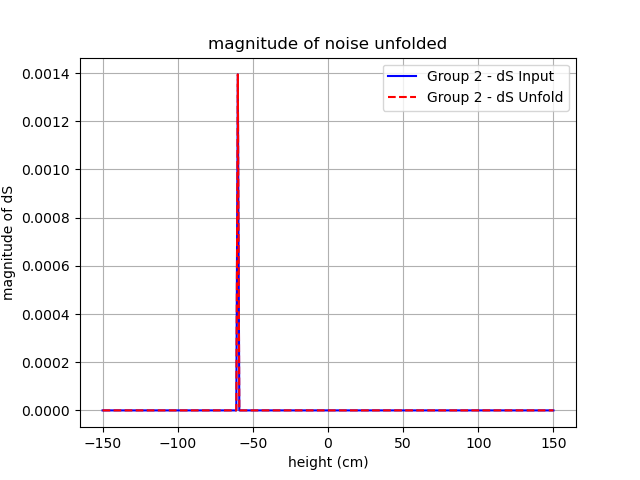 magnitude of noise unfolded
Group 2 - dS Input
Group 2 - dS Unfold
magnitude of dS
0.0014
0.0012
0.0010
0.0008
0.0006
0.0004
0.0002
0.0000
−150 −100 −50 0 50 100 150
height (cm)